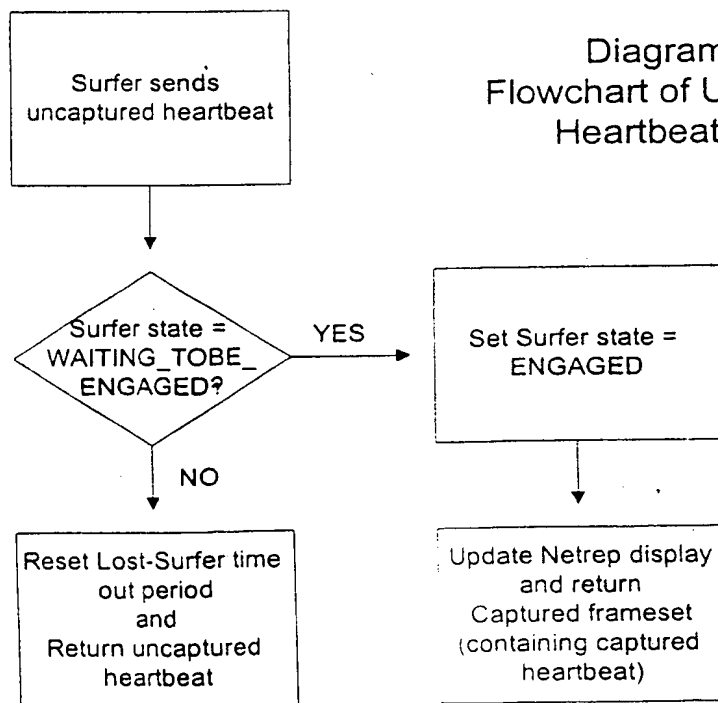 Diagram
Flowchart of U
Heartbeat
Surfer sends
uncaptured heartbeat
Surfer state =
WAITING_TOBE_
ENGAGED?
YES
Set Surfer state =
ENGAGED
NO
Reset Lost-Surfer time
out period
and
Return uncaptured
heartbeat
Update Netrep display
and return
Captured frameset
(containing captured
heartbeat)